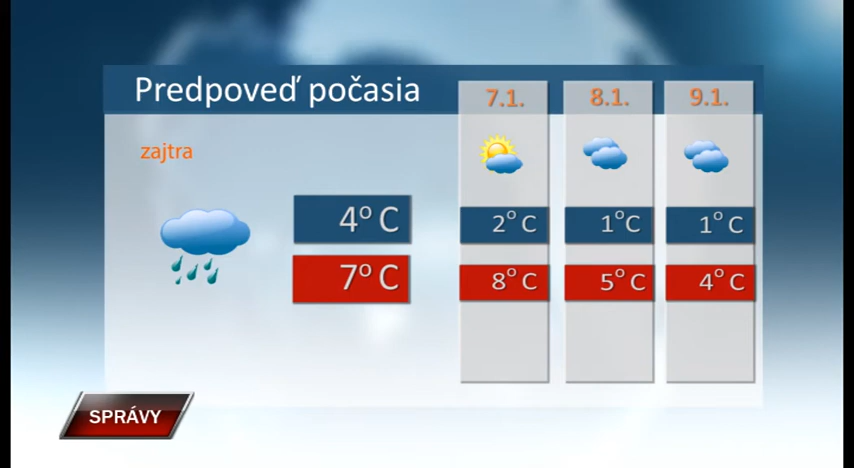 Predpoveď počasia
zajtra
4° C
7° C
7.1.
2° C
8° C
8.1.
1°C
5° C
9.1.
1° C
4° C
SPRÁVY